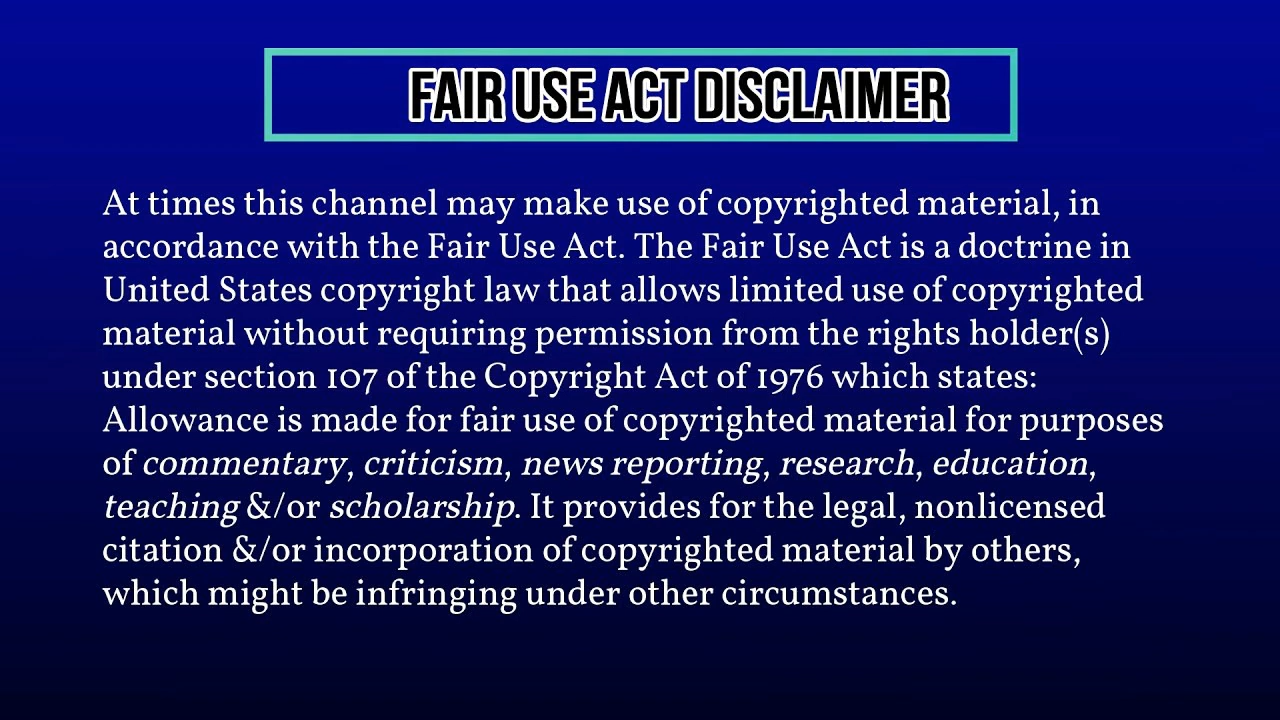 FAIR USE ACT DISCLAIMER
At times this channel may make use of copyrighted material, in
accordance with the Fair Use Act. The Fair Use Act is a doctrine in
United States copyright law that allows limited use of copyrighted
material without requiring permission from the rights holder(s)
under section 107 of the Copyright Act of 1976 which states:
Allowance is made for fair use of copyrighted material for purposes
of commentary, criticism, news reporting, research, education,
teaching &/or scholarship. It provides for the legal, nonlicensed
citation &/or incorporation of copyrighted material by others,
which might be infringing under other circumstances.